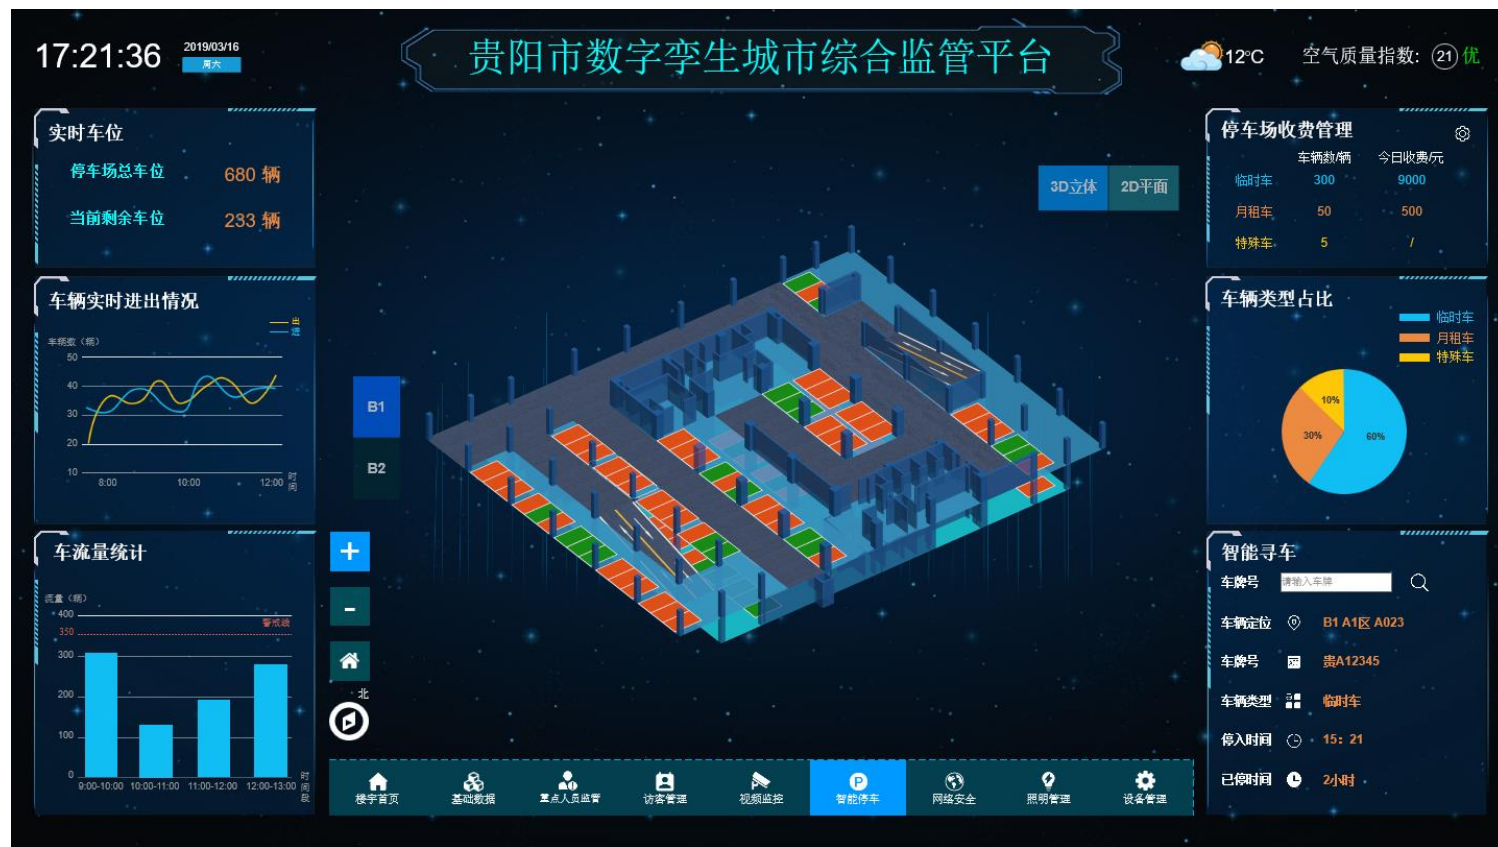 17:21:36
2019/03/16
周六
贵阳市数字孪生城市综合监管平台
12℃
空气质量指数: 21 优
实时车位
停车场总车位 680 辆
当前剩余车位 233 辆
车辆实时进出情况
出
进
车辆数（辆）
50
40
30
20
10
8:00 10:00 12:00 时间
车流量统计
流量（辆）
400
警戒线
350
300
200
100
0
9:00-10:00 10:00-11:00 11:00-12:00 12:00-13:00 时间段
3D立体 2D平面
B1
B2
+
-
北
楼宇首页 基础数据 重点人员监管 访客管理 视频监控 智能停车 网络安全 照明管理 设备管理
停车场收费管理
车辆数/辆 今日收费/元
临时车 300 9000
月租车 50 500
特殊车 5 /
车辆类型占比
临时车
月租车
特殊车
10%
30% 60%
智能寻车
车牌号 请输入车牌
车辆定位 B1 A1区 A023
车牌号 贵A12345
车辆类型 临时车
停入时间 15: 21
已停时间 2小时